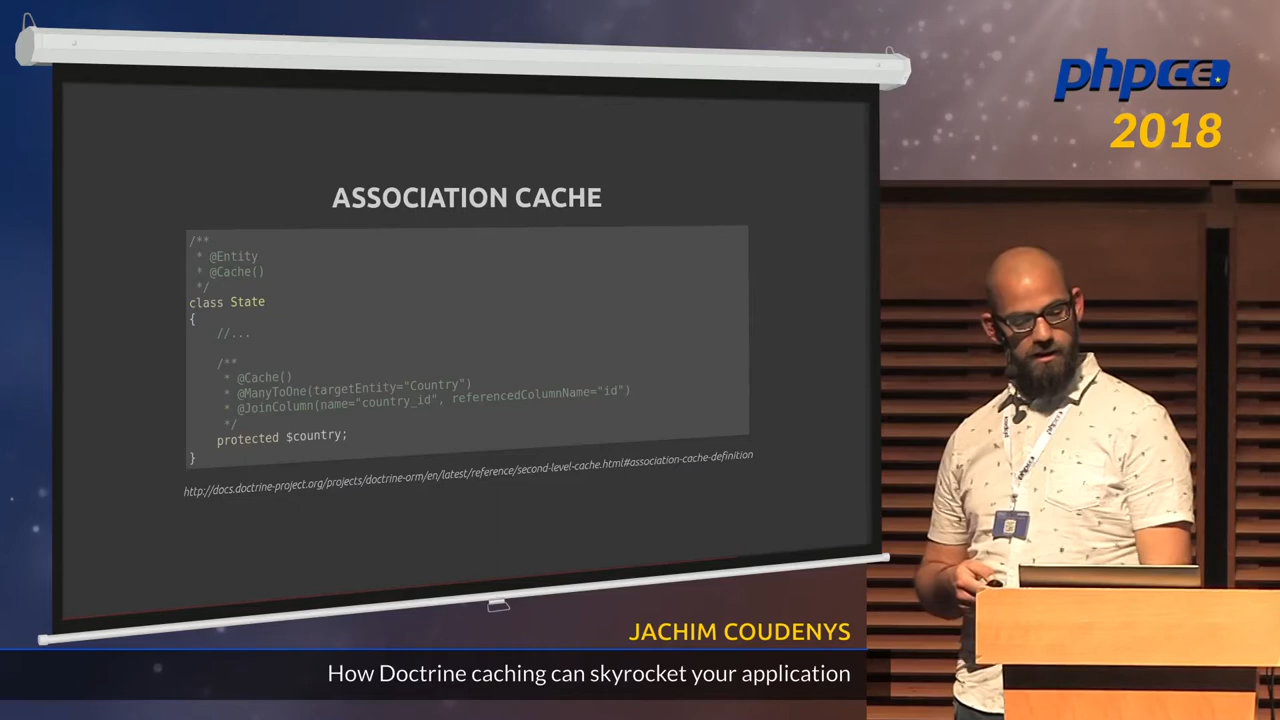 phpCE
2018
ASSOCIATION CACHE
/**
 * @Entity
 * @Cache()
 */
class State
{
    //...
    /**
     * @Cache()
     * @ManyToOne(targetEntity="Country")
     * @JoinColumn(name="country_id", referencedColumnName="id")
     */
    protected $country;
}
http://docs.doctrine-project.org/projects/doctrine-orm/en/latest/reference/second-level-cache.html#association-cache-definition
JACHIM COUDENYS
How Doctrine caching can skyrocket your application